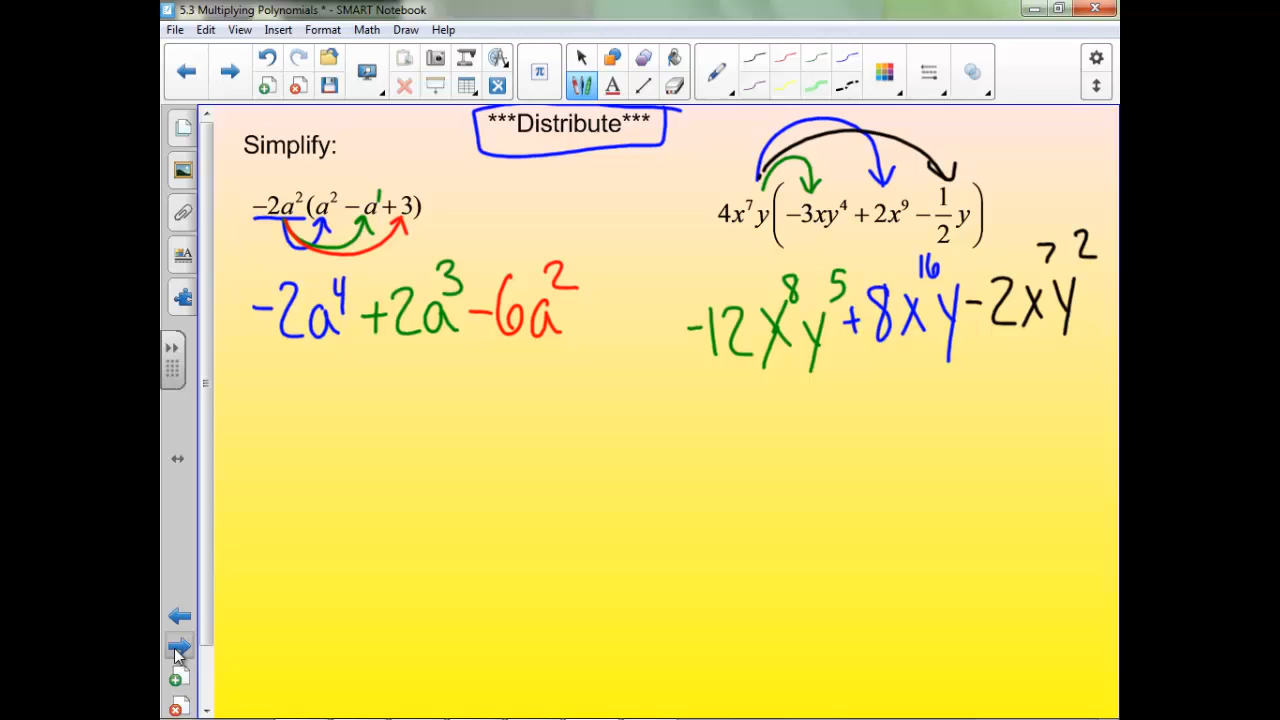 5.3 Multiplying Polynomials * - SMART Notebook
File Edit View Insert Format Math Draw Help
π
A
***Distribute***
Simplify:
−2a²(a² − a¹ + 3)
-2a⁴ +2a³ -6a²
4x⁷y(−3xy⁴ + 2x⁹ − 1/2 y)
-12x⁸y⁵ +8x¹⁶y -2x⁷y²